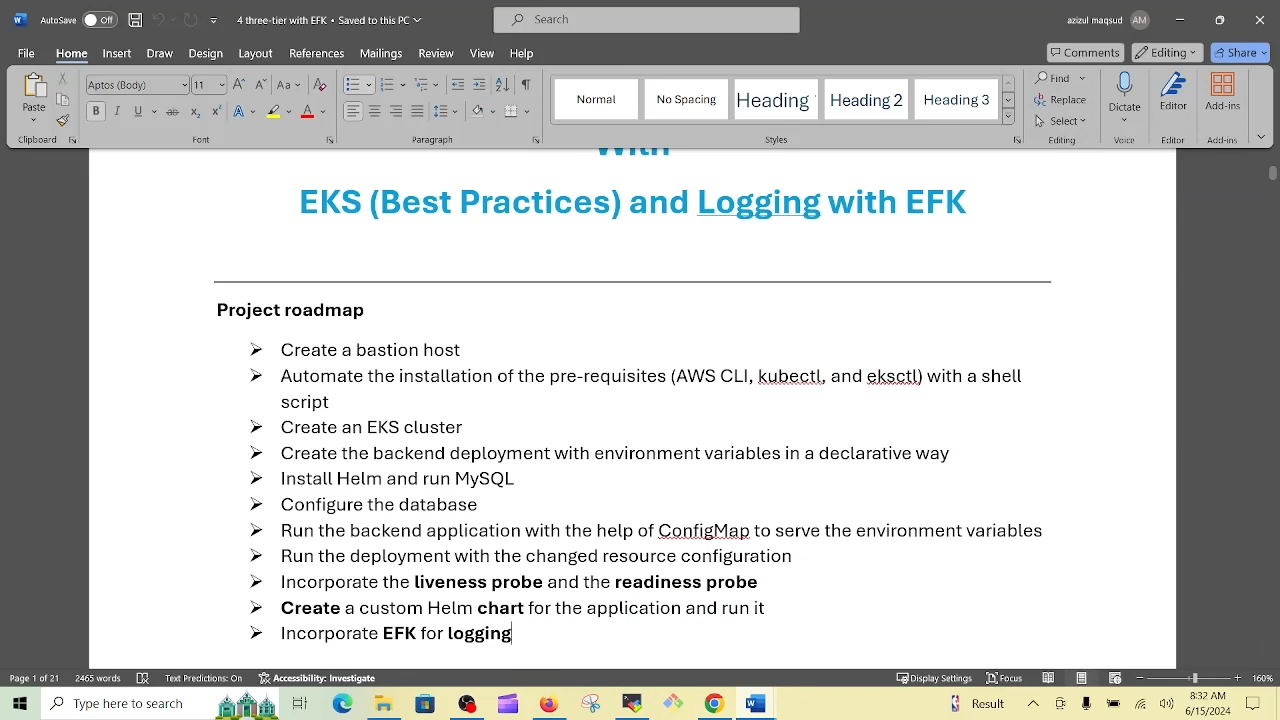 AutoSave Off 4 three-tier with EFK • Saved to this PC Search azizul maqsud AM
File Home Insert Draw Design Layout References Mailings Review View Help Comments Editing Share
Paste Aptos (Body) 11 Aa Normal No Spacing Heading 1 Heading 2 Heading 3 Find Replace Select Dictate Editor Add-ins
B I U ab x₂ x² A A
Clipboard Font Paragraph Styles Editing Voice Editor Add-ins
With
EKS (Best Practices) and Logging with EFK
Project roadmap
➢ Create a bastion host
➢ Automate the installation of the pre-requisites (AWS CLI, kubectl, and eksctl) with a shell
script
➢ Create an EKS cluster
➢ Create the backend deployment with environment variables in a declarative way
➢ Install Helm and run MySQL
➢ Configure the database
➢ Run the backend application with the help of ConfigMap to serve the environment variables
➢ Run the deployment with the changed resource configuration
➢ Incorporate the liveness probe and the readiness probe
➢ Create a custom Helm chart for the application and run it
➢ Incorporate EFK for logging
Page 1 of 21 2465 words Text Predictions: On Accessibility: Investigate Display Settings Focus 160%
Type here to search Result 8:32 AM
6/15/2024